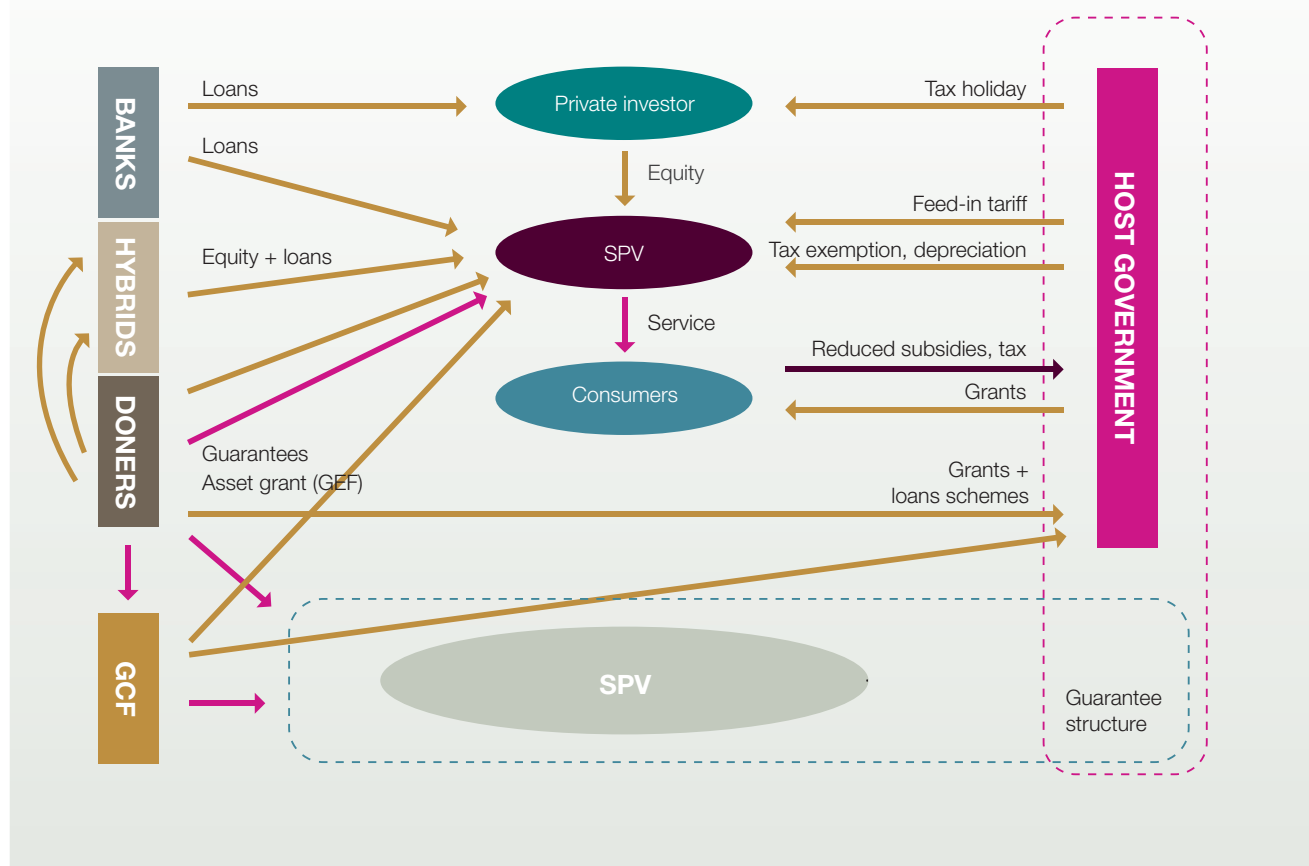 BANKS
HYBRIDS
DONERS
GCF
Loans
Loans
Equity + loans
Guarantees
Asset grant (GEF)
Private investor
Equity
SPV
Service
Consumers
SPV
Tax holiday
Feed-in tariff
Tax exemption, depreciation
Reduced subsidies, tax
Grants
Grants +
loans schemes
HOST GOVERNMENT
Guarantee
structure